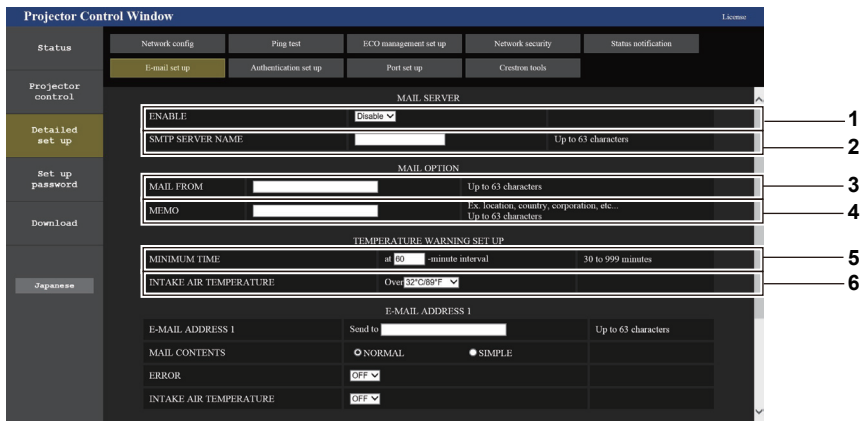 Projector Control Window
License
Status
Network config
Ping test
ECO management set up
Network security
Status notification
E-mail set up
Authentication set up
Port set up
Crestron tools
Projector control
Detailed set up
Set up password
Download
Japanese
MAIL SERVER
ENABLE Disable 1
SMTP SERVER NAME Up to 63 characters 2
MAIL OPTION
MAIL FROM Up to 63 characters 3
MEMO Ex. location, country, corporation, etc... 4
Up to 63 characters
TEMPERATURE WARNING SET UP
MINIMUM TIME at 60 -minute interval 30 to 999 minutes 5
INTAKE AIR TEMPERATURE Over 32°C/89°F 6
E-MAIL ADDRESS 1
E-MAIL ADDRESS 1 Send to Up to 63 characters
MAIL CONTENTS NORMAL SIMPLE
ERROR OFF
INTAKE AIR TEMPERATURE OFF